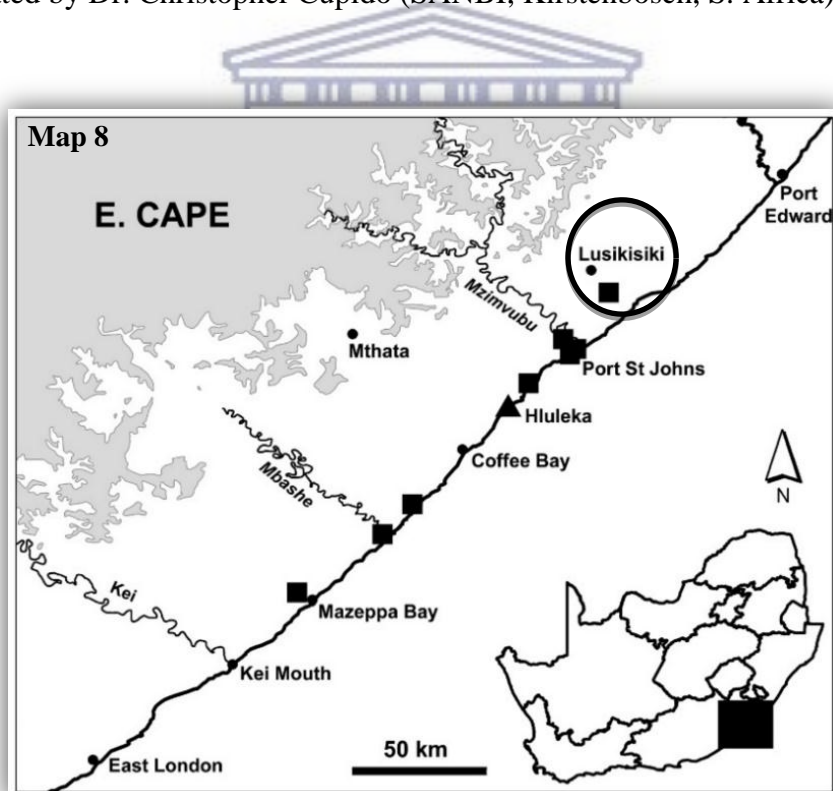 ted by Dr. Christopher Cupido (SANBI, Kirstenbosch, S. Africa)
Map 8
E. CAPE
Port
Edward
Lusikisiki
Mzimvubu
Mthata
Port St Johns
Hluleka
Coffee Bay
Mbashe
N
Kei
Mazeppa Bay
Kei Mouth
50 km
East London